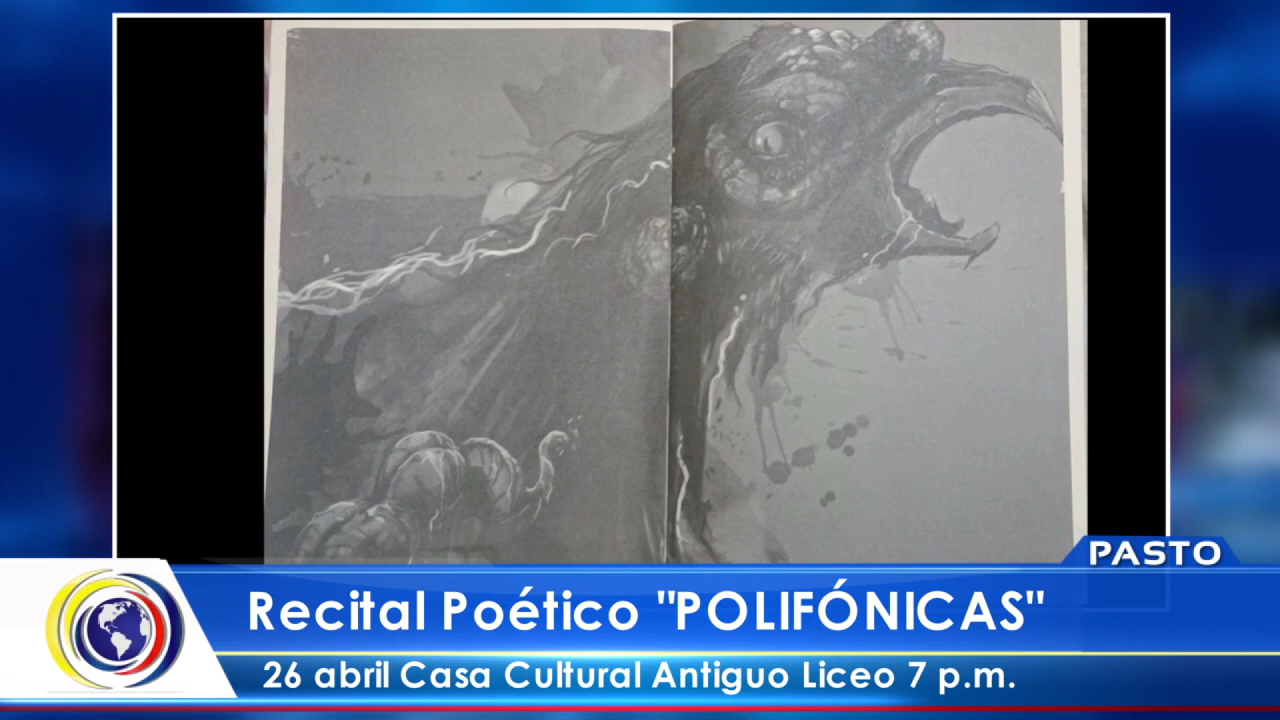 PASTO
Recital Poético "POLIFÓNICAS"
26 abril Casa Cultural Antiguo Liceo 7 p.m.